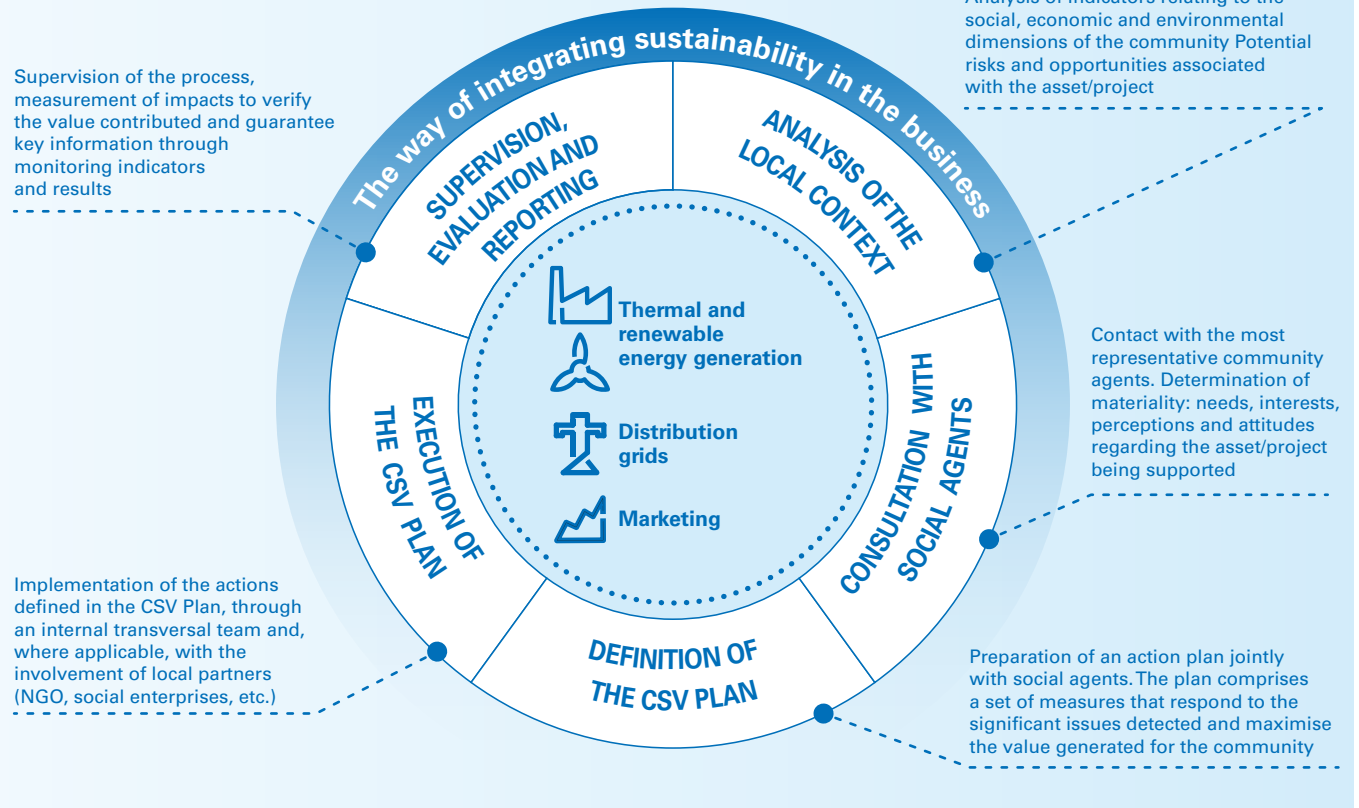 The way of integrating sustainability in the business
Analysis of indicators relating to the
social, economic and environmental
dimensions of the community Potential
risks and opportunities associated
with the asset/project
ANALYSIS OF THE
LOCAL CONTEXT
Contact with the most
representative community
agents. Determination of
materiality: needs, interests,
perceptions and attitudes
regarding the asset/project
being supported
CONSULTATION WITH
SOCIAL AGENTS
Preparation of an action plan jointly
with social agents. The plan comprises
a set of measures that respond to the
significant issues detected and maximise
the value generated for the community
DEFINITION OF
THE CSV PLAN
Implementation of the actions
defined in the CSV Plan, through
an internal transversal team and,
where applicable, with the
involvement of local partners
(NGO, social enterprises, etc.)
EXECUTION OF
THE CSV PLAN
Supervision of the process,
measurement of impacts to verify
the value contributed and guarantee
key information through
monitoring indicators
and results
SUPERVISION,
EVALUATION AND
REPORTING
Thermal and
renewable
energy generation
Distribution
grids
Marketing